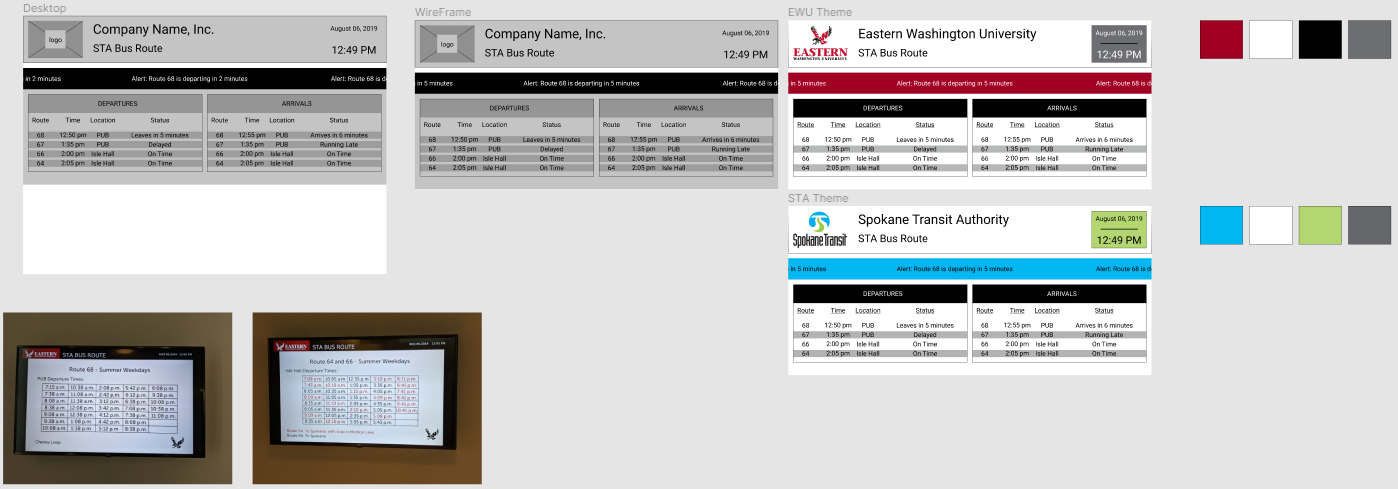 Desktop
logo
Company Name, Inc.
STA Bus Route
August 06, 2019
12:49 PM
in 2 minutes Alert: Route 68 is departing in 2 minutes Alert: Route 68 is d
DEPARTURES ARRIVALS
Route Time Location Status Route Time Location Status
68 12:50 pm PUB Leaves in 5 minutes 68 12:55 pm PUB Arrives in 6 minutes
67 1:35 pm PUB Delayed 67 1:35 pm PUB Running Late
66 2:00 pm Isle Hall On Time 66 2:00 pm Isle Hall On Time
64 2:05 pm Isle Hall On Time 64 2:05 pm Isle Hall On Time
WireFrame
logo
Company Name, Inc.
STA Bus Route
August 06, 2019
12:49 PM
in 5 minutes Alert: Route 68 is departing in 5 minutes Alert: Route 68 is d
DEPARTURES ARRIVALS
Route Time Location Status Route Time Location Status
68 12:50 pm PUB Leaves in 5 minutes 68 12:55 pm PUB Arrives in 6 minutes
67 1:35 pm PUB Delayed 67 1:35 pm PUB Running Late
66 2:00 pm Isle Hall On Time 66 2:00 pm Isle Hall On Time
64 2:05 pm Isle Hall On Time 64 2:05 pm Isle Hall On Time
EWU Theme
EASTERN
WASHINGTON UNIVERSITY
Eastern Washington University
STA Bus Route
August 06, 2019
12:49 PM
in 5 minutes Alert: Route 68 is departing in 5 minutes Alert: Route 68 is d
DEPARTURES ARRIVALS
Route Time Location Status Route Time Location Status
68 12:50 pm PUB Leaves in 5 minutes 68 12:55 pm PUB Arrives in 6 minutes
67 1:35 pm PUB Delayed 67 1:35 pm PUB Running Late
66 2:00 pm Isle Hall On Time 66 2:00 pm Isle Hall On Time
64 2:05 pm Isle Hall On Time 64 2:05 pm Isle Hall On Time
STA Theme
Spokane Transit
Spokane Transit Authority
STA Bus Route
August 06, 2019
12:49 PM
in 5 minutes Alert: Route 68 is departing in 5 minutes Alert: Route 68 is d
DEPARTURES ARRIVALS
Route Time Location Status Route Time Location Status
68 12:50 pm PUB Leaves in 5 minutes 68 12:55 pm PUB Arrives in 6 minutes
67 1:35 pm PUB Delayed 67 1:35 pm PUB Running Late
66 2:00 pm Isle Hall On Time 66 2:00 pm Isle Hall On Time
64 2:05 pm Isle Hall On Time 64 2:05 pm Isle Hall On Time
EASTERN STA BUS ROUTE
Route 68 - Summer Weekdays
PUB Departure Times:
7:15 a.m. 10:38 a.m. 2:08 p.m. 5:42 p.m. 9:08 p.m.
7:38 a.m. 11:08 a.m. 2:42 p.m. 6:12 p.m. 9:38 p.m.
8:08 a.m. 11:38 a.m. 3:12 p.m. 6:38 p.m. 10:08 p.m.
8:38 a.m. 12:08 p.m. 3:42 p.m. 7:08 p.m. 10:38 p.m.
9:08 a.m. 12:38 p.m. 4:12 p.m. 7:38 p.m. 11:08 p.m.
9:38 a.m. 1:08 p.m. 4:42 p.m. 8:08 p.m.
10:08 a.m. 1:38 p.m. 5:12 p.m. 8:38 p.m.
Cheney Loop
EASTERN STA BUS ROUTE
Route 64 and 66 - Summer Weekdays
Isle Hall Departure Times: